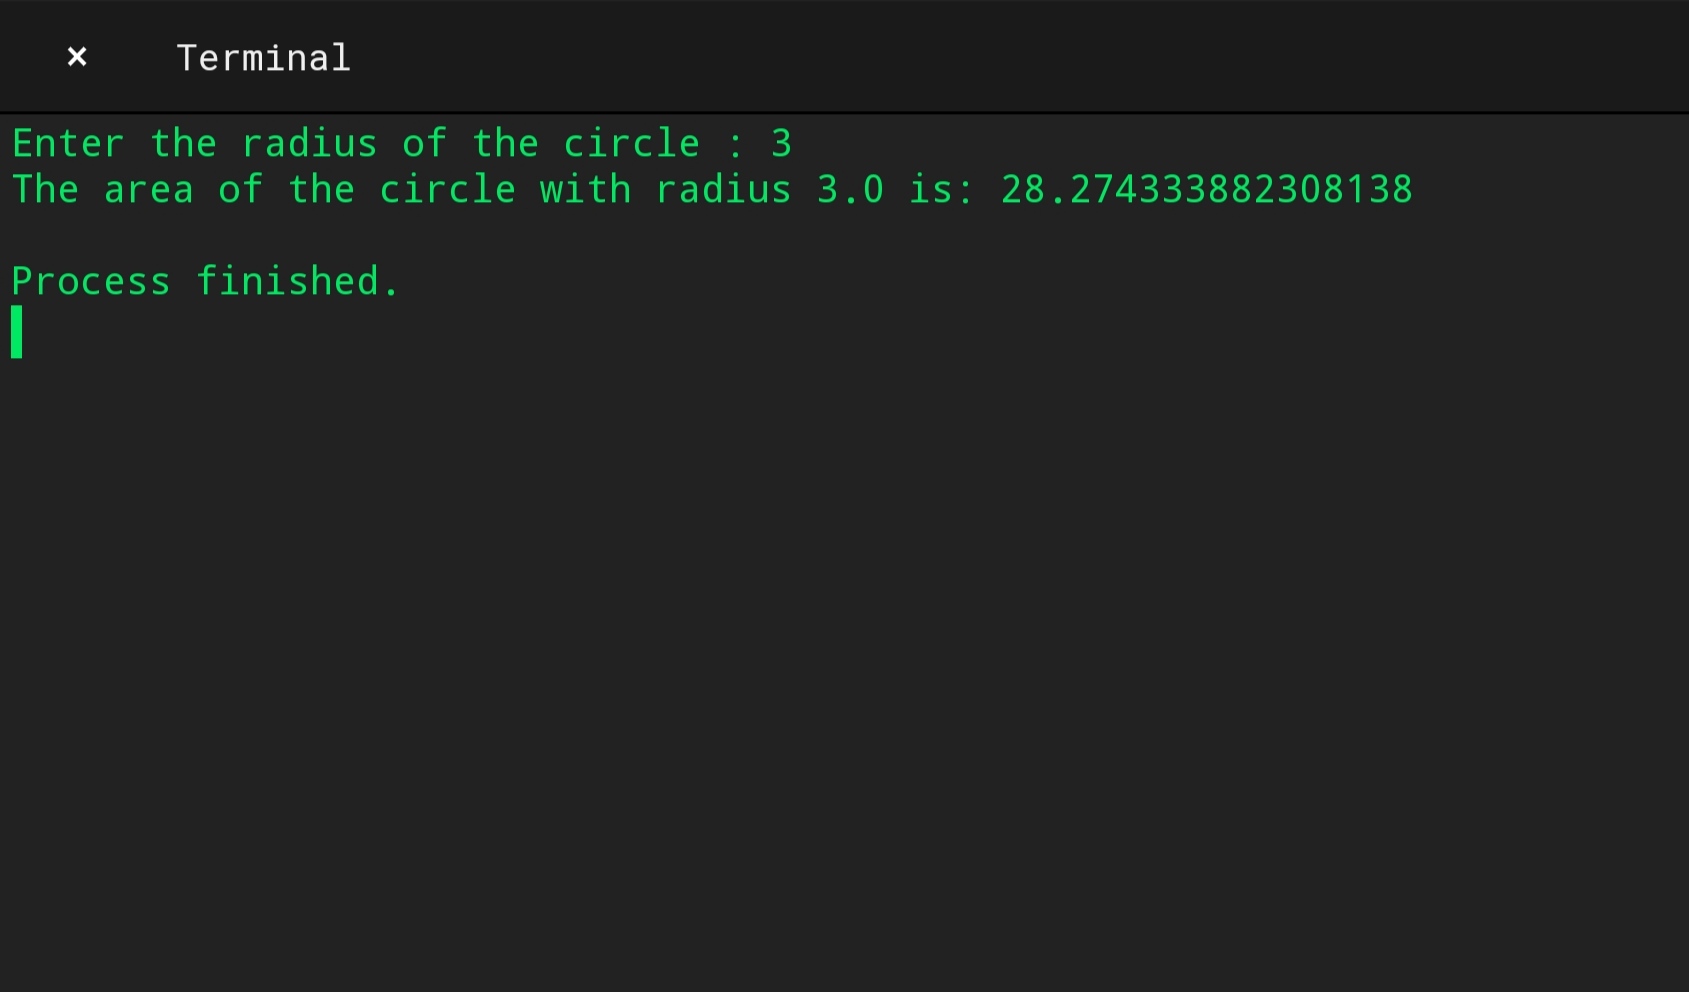 × Terminal
Enter the radius of the circle : 3
The area of the circle with radius 3.0 is: 28.274333882308138
Process finished.